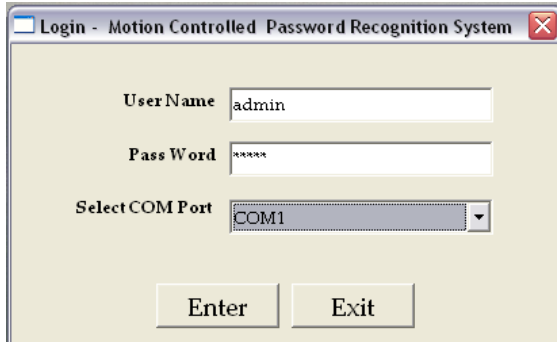 Login - Motion Controlled Password Recognition System
User Name admin
Pass Word *****
Select COM Port COM1
Enter Exit